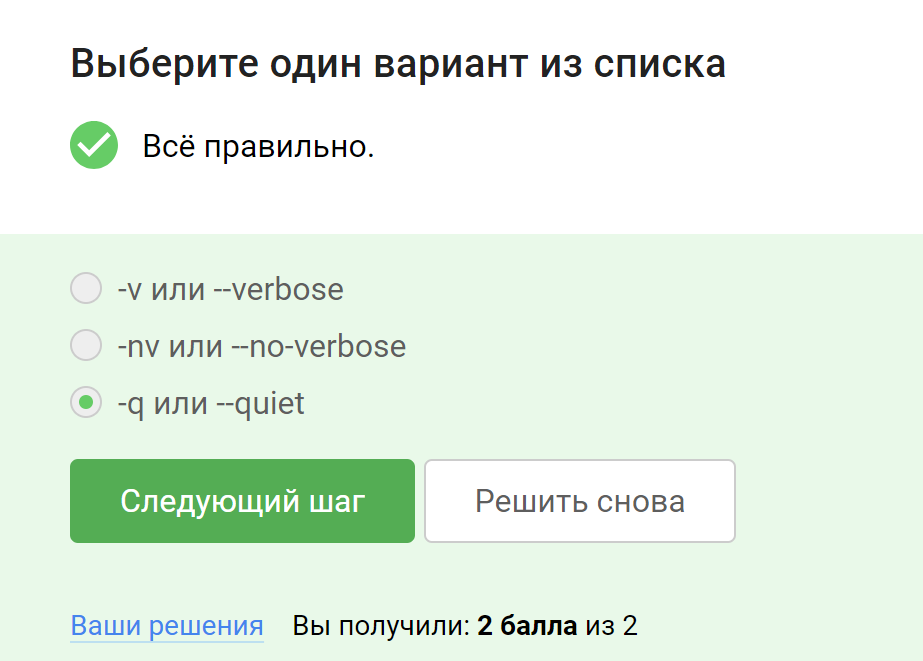 Выберите один вариант из списка
Всё правильно.
-v или --verbose
-nv или --no-verbose
-q или --quiet
Следующий шаг Решить снова
Ваши решения Вы получили: 2 балла из 2